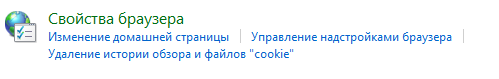 Свойства браузера
Изменение домашней страницы | Управление надстройками браузера |
Удаление истории обзора и файлов "cookie"